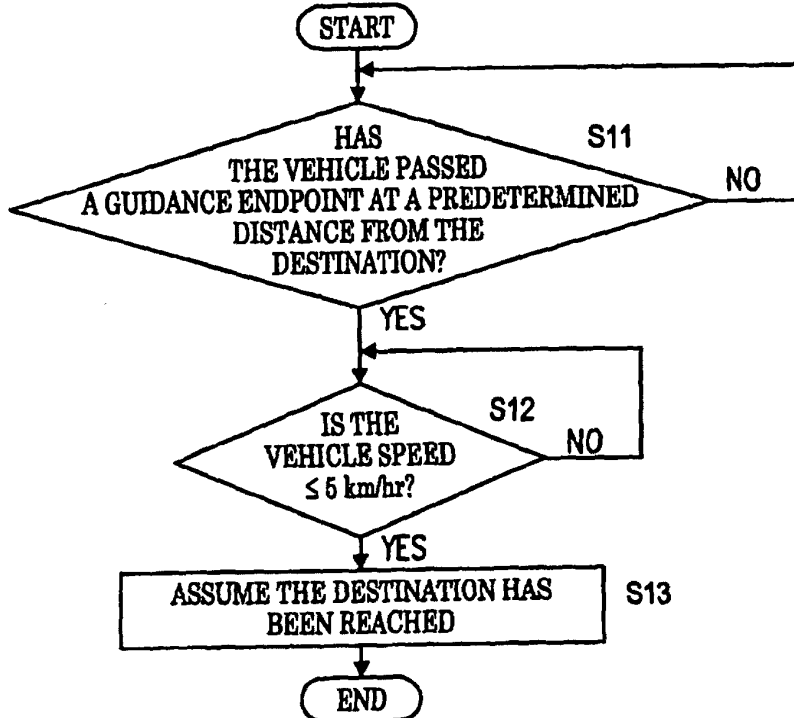 START
HAS
THE VEHICLE PASSED
A GUIDANCE ENDPOINT AT A PREDETERMINED
DISTANCE FROM THE
DESTINATION?
S11
NO
YES
IS THE
VEHICLE SPEED
≤ 5 km/hr?
S12
NO
YES
ASSUME THE DESTINATION HAS
BEEN REACHED
S13
END